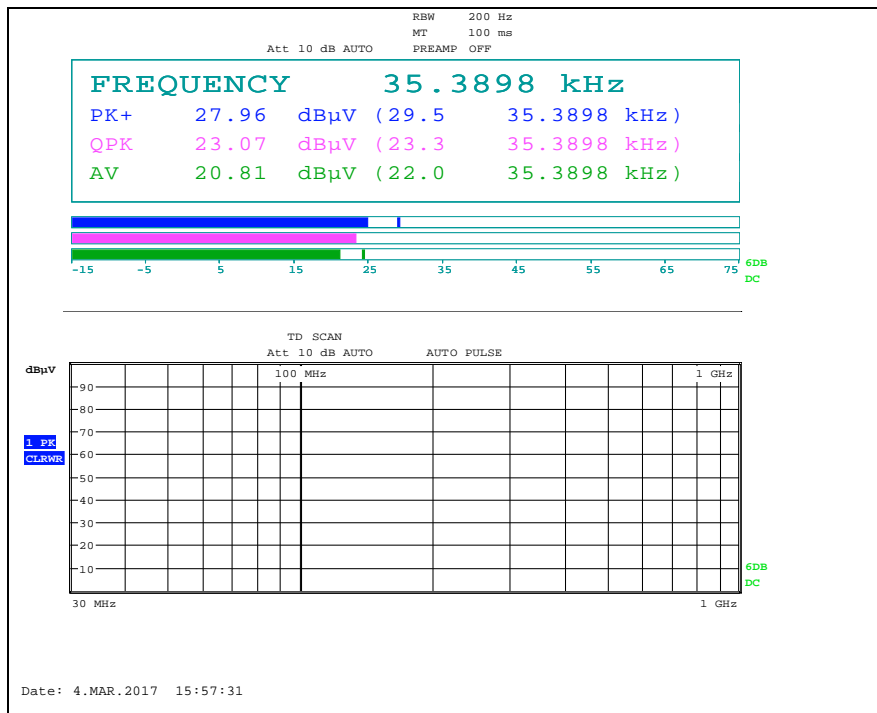 RBW 200 Hz
MT 100 ms
Att 10 dB AUTO PREAMP OFF
FREQUENCY 35.3898 kHz
PK+ 27.96 dBµV (29.5 35.3898 kHz)
QPK 23.07 dBµV (23.3 35.3898 kHz)
AV 20.81 dBµV (22.0 35.3898 kHz)
-15 -5 5 15 25 35 45 55 65 75
6DB
DC
TD SCAN
Att 10 dB AUTO AUTO PULSE
dBµV
100 MHz 1 GHz
90
80
70
1 PK
CLRWR
60
50
40
30
20
10
6DB
DC
30 MHz 1 GHz
Date: 4.MAR.2017 15:57:31